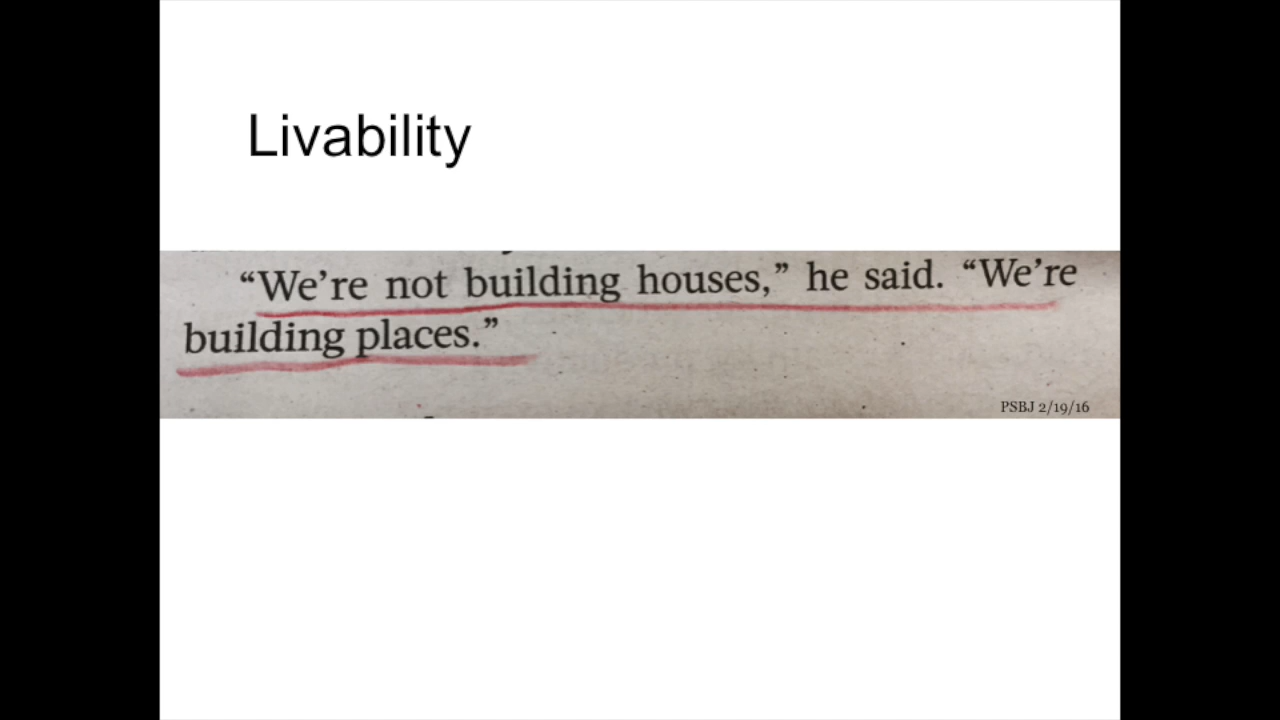 Livability
“We’re not building houses,” he said. “We’re
building places.”
PSBJ 2/19/16